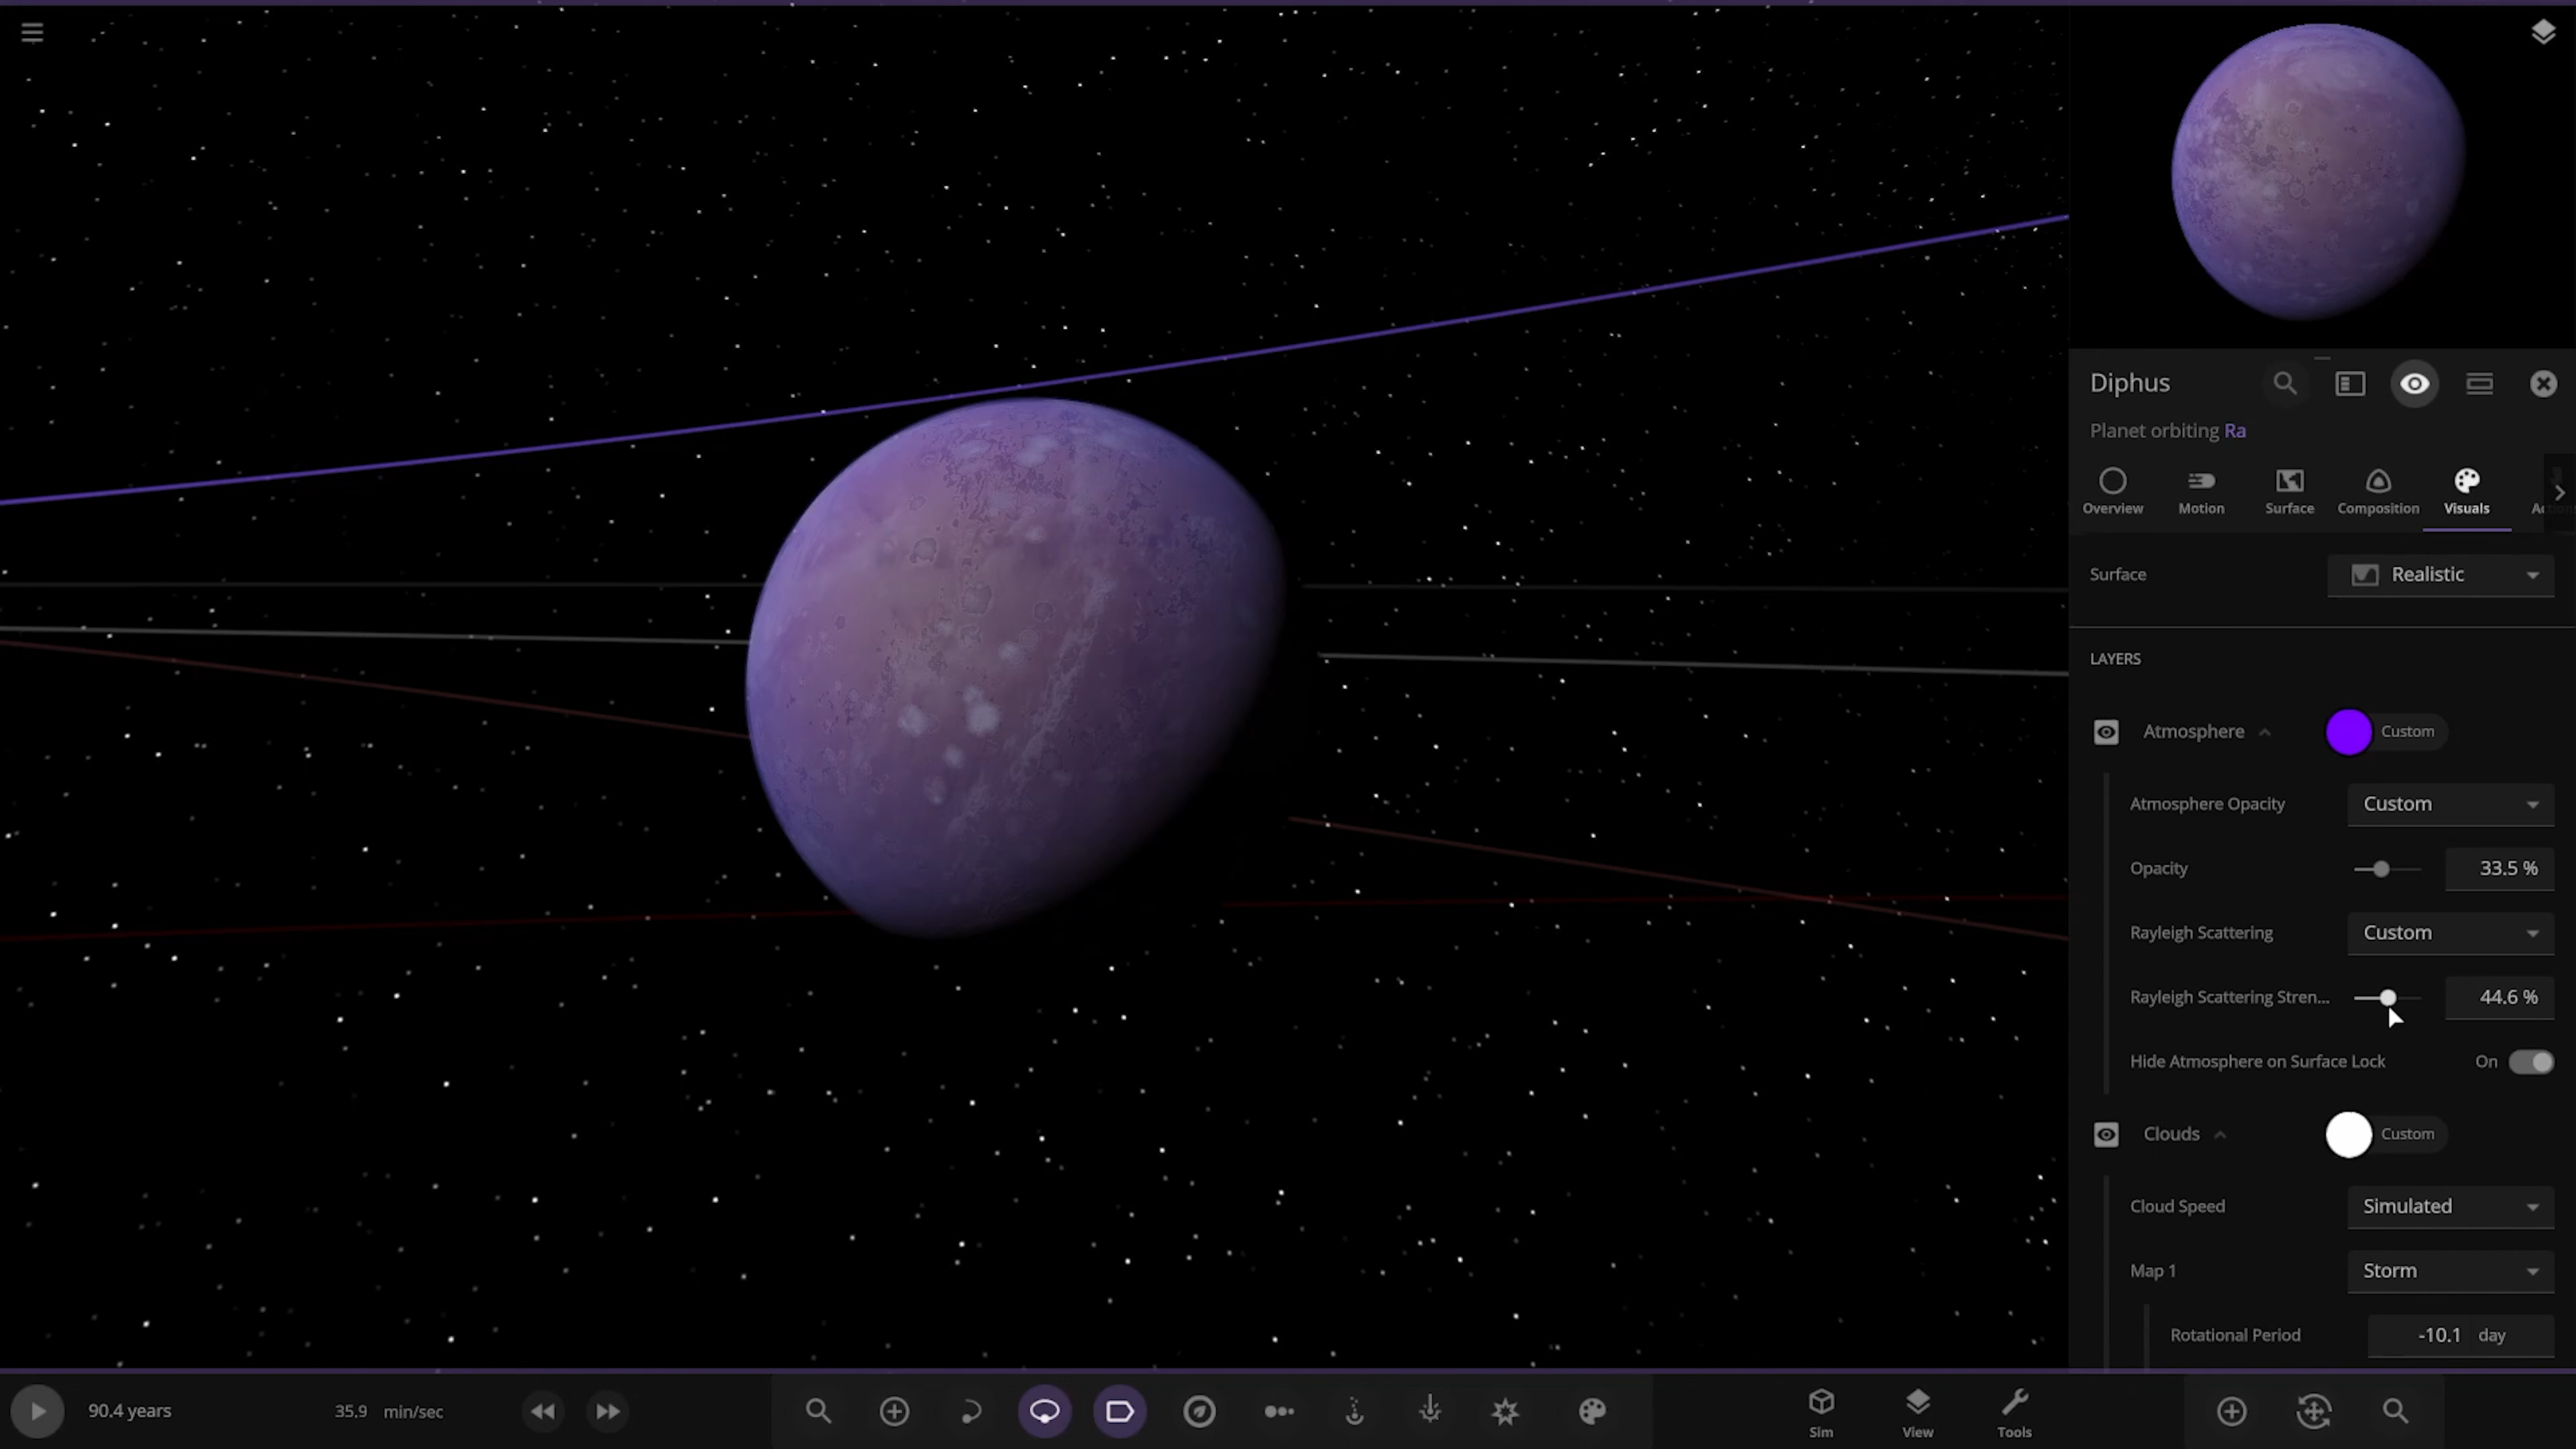 Diphus
Planet orbiting Ra
Overview
Motion
Surface
Composition
Visuals
Surface
Realistic
LAYERS
Atmosphere
Custom
Atmosphere Opacity
Custom
Opacity
33.5 %
Rayleigh Scattering
Custom
Rayleigh Scattering Stren...
44.6 %
Hide Atmosphere on Surface Lock
On
Clouds
Custom
Cloud Speed
Simulated
Map 1
Storm
Rotational Period
-10.1 day
90.4 years
35.9 min/sec
Sim
View
Tools